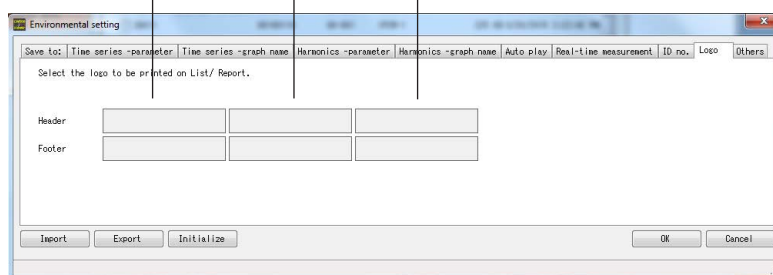 Environmental setting
Save to: Time series -parameter Time series -graph name Harmonics -parameter Harmonics -graph name Auto play Real-time measurement ID no. Logo Others
Select the logo to be printed on List/ Report.
Header
Footer
Import Export Initialize OK Cancel